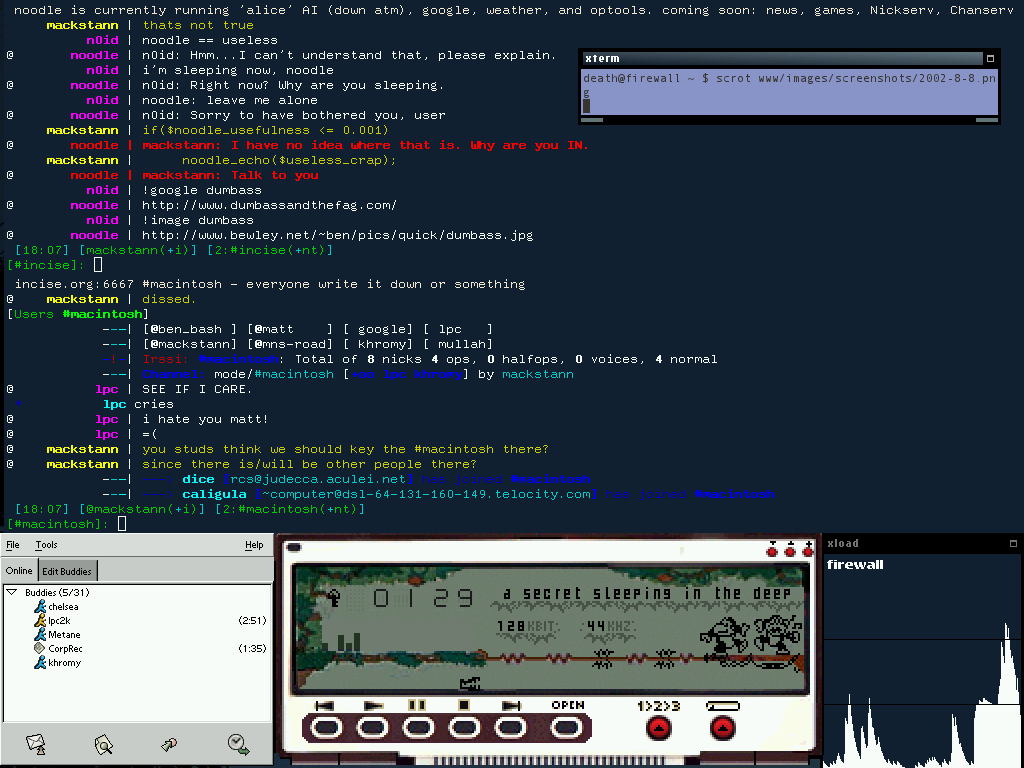 noodle is currently running 'alice' AI (down atm), google, weather, and optools. coming soon: news, games, Nickserv, Chanserv
mackstann | thats not true
n0id | noodle == useless
@ noodle | n0id: Hmm...I can't understand that, please explain.
n0id | i'm sleeping now, noodle
@ noodle | n0id: Right now? Why are you sleeping.
n0id | noodle: leave me alone
@ noodle | n0id: Sorry to have bothered you, user
mackstann | if($noodle_usefulness <= 0.001)
@ noodle | mackstann: I have no idea where that is. Why are you IN.
mackstann | noodle_echo($useless_crap);
@ noodle | mackstann: Talk to you
n0id | !google dumbass
@ noodle | http://www.dumbassandthefag.com/
n0id | !image dumbass
@ noodle | http://www.bewley.net/~ben/pics/quick/dumbass.jpg
[18:07] [mackstann(+i)] [2:#incise(+nt)]
[#incise]:
xterm
death@firewall ~ $ scrot www/images/screenshots/2002-8-8.pn
g
incise.org:6667 #macintosh - everyone write it down or something
@ mackstann | dissed.
[Users #macintosh]
---| [@ben_bash ] [@matt    ] [ google] [ lpc   ]
---| [@mackstann] [@mns-road] [ khromy] [ mullah]
! | Irssi: #macintosh: Total of 8 nicks 4 ops, 0 halfops, 0 voices, 4 normal
---| Channel: mode/#macintosh [+oo lpc khromy] by mackstann
@ lpc | SEE IF I CARE.
* lpc cries
@ lpc | i hate you matt!
@ lpc | =(
@ mackstann | you studs think we should key the #macintosh there?
@ mackstann | since there is/will be other people there?
---| ---> dice [rcs@judecca.aculei.net] has joined #macintosh
---| ---> caligula [~computer@dsl-64-131-160-149.telocity.com] has joined #macintosh
[18:07] [@mackstann(+i)] [2:#macintosh(+nt)]
[#macintosh]:
File Tools Help
Online Edit Buddies
Buddies (5/31)
chelsea
lpc2k (2:51)
Metane
CorpRec (1:35)
khromy
01 29 a secret sleeping in the deep
128 KBIT 44 KHZ
OPEN 1>2>3
xload
firewall